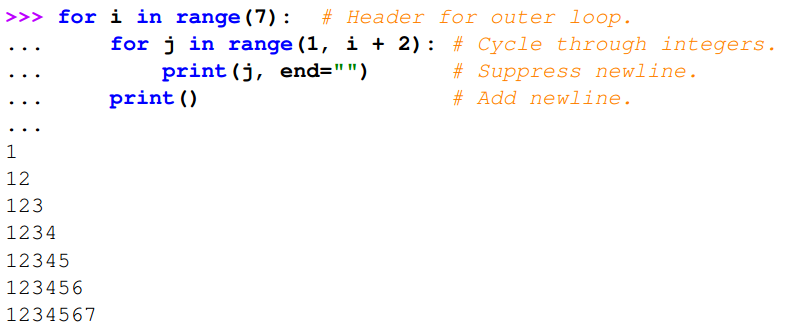 >>> for i in range(7):  # Header for outer loop.
...     for j in range(1, i + 2): # Cycle through integers.
...         print(j, end="")      # Suppress newline.
...     print()                   # Add newline.
...
1
12
123
1234
12345
123456
1234567